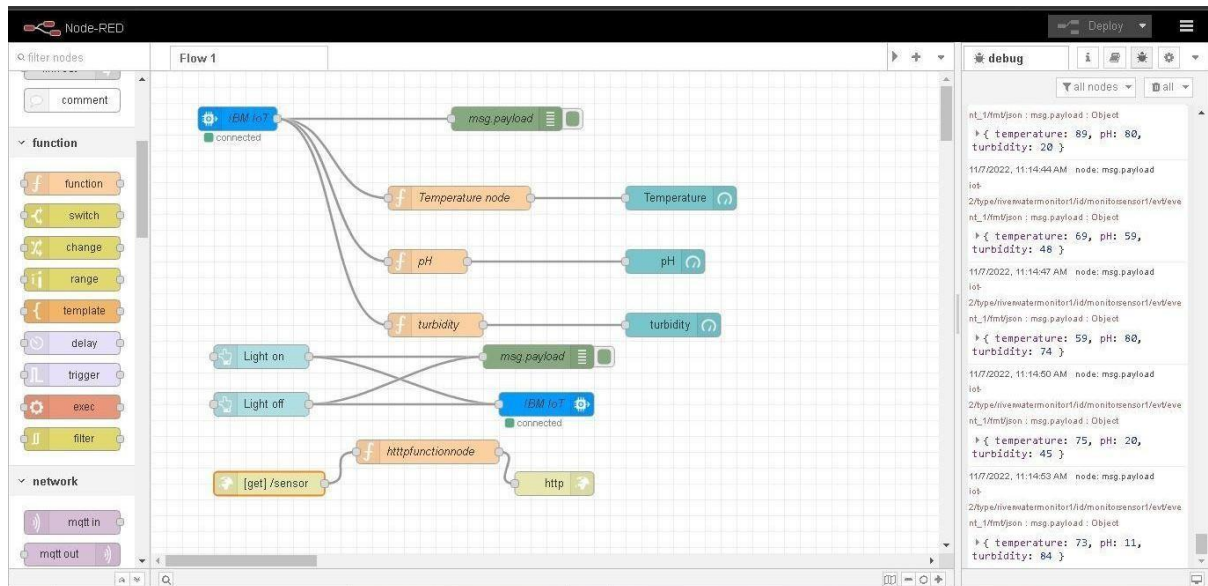 Node-RED
Deploy
filter nodes
Flow 1
debug
i
all nodes
all
comment
function
function
switch
change
range
template
delay
trigger
exec
filter
network
mqtt in
mqtt out
IBM IoT
connected
msg.payload
Temperature node
Temperature
pH
pH
turbidity
turbidity
Light on
msg.payload
Light off
IBM IoT
connected
htttpfunctionnode
[get] /sensor
http
nt_1/fmt/json : msg.payload : Object
{ temperature: 89, pH: 80,
turbidity: 20 }
11/7/2022, 11:14:44 AM node: msg.payload
iot-
2/type/riverwatermonitor1/id/monitorsensor1/evt/eve
nt_1/fmt/json : msg.payload : Object
{ temperature: 69, pH: 59,
turbidity: 48 }
11/7/2022, 11:14:47 AM node: msg.payload
iot-
2/type/riverwatermonitor1/id/monitorsensor1/evt/eve
nt_1/fmt/json : msg.payload : Object
{ temperature: 59, pH: 80,
turbidity: 74 }
11/7/2022, 11:14:50 AM node: msg.payload
iot-
2/type/riverwatermonitor1/id/monitorsensor1/evt/eve
nt_1/fmt/json : msg.payload : Object
{ temperature: 75, pH: 20,
turbidity: 45 }
11/7/2022, 11:14:53 AM node: msg.payload
iot-
2/type/riverwatermonitor1/id/monitorsensor1/evt/eve
nt_1/fmt/json : msg.payload : Object
{ temperature: 73, pH: 11,
turbidity: 84 }